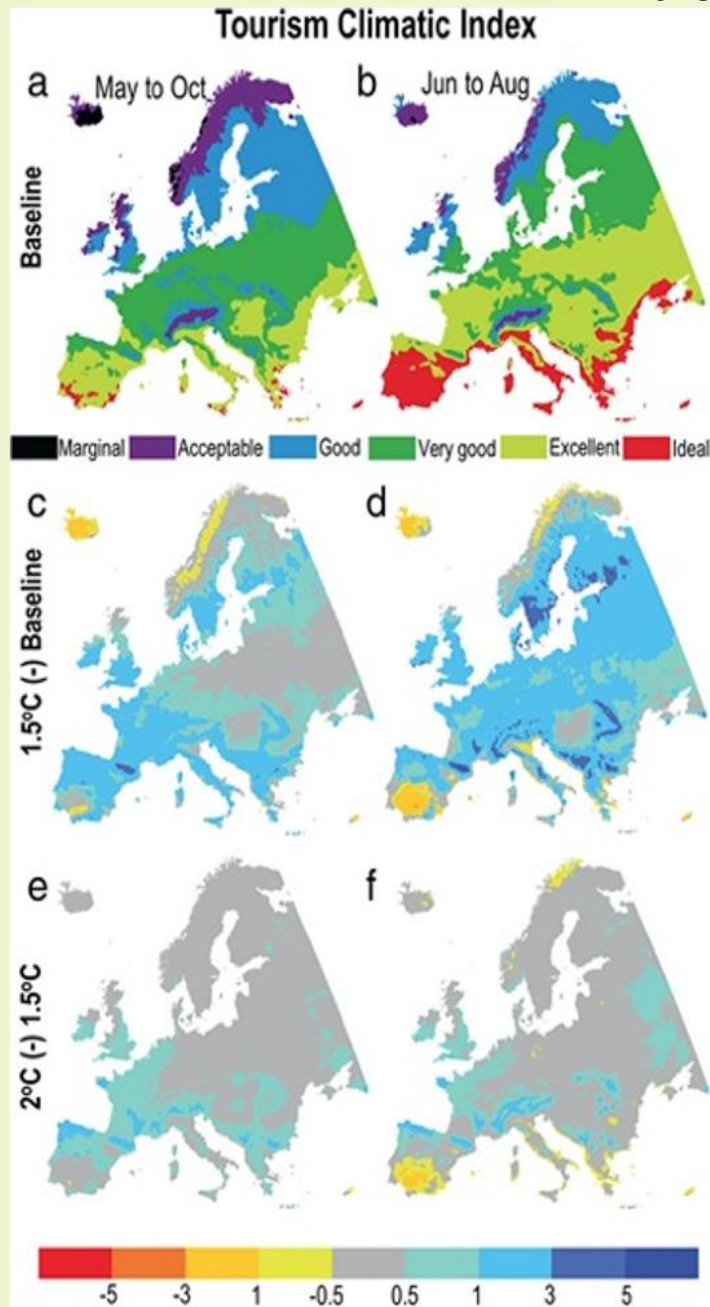 Tourism Climatic Index
a May to Oct
b Jun to Aug
Baseline
Marginal Acceptable Good Very good Excellent Ideal
c
d
1.5ºC (-) Baseline
e
f
2ºC (-) 1.5ºC
-5 -3 1 -0.5 0.5 1 3 5